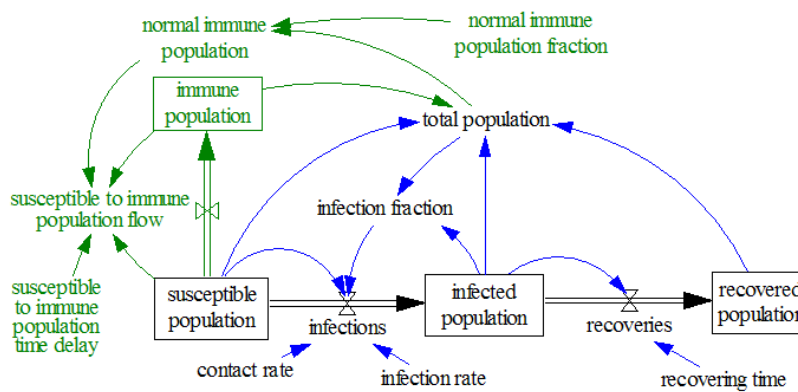 normal immune
population
normal immune
population fraction
immune
population
total population
susceptible to immune
population flow
infection fraction
susceptible
to immune
population
time delay
susceptible
population
infections
infected
population
recoveries
recovered
population
contact rate
infection rate
recovering time